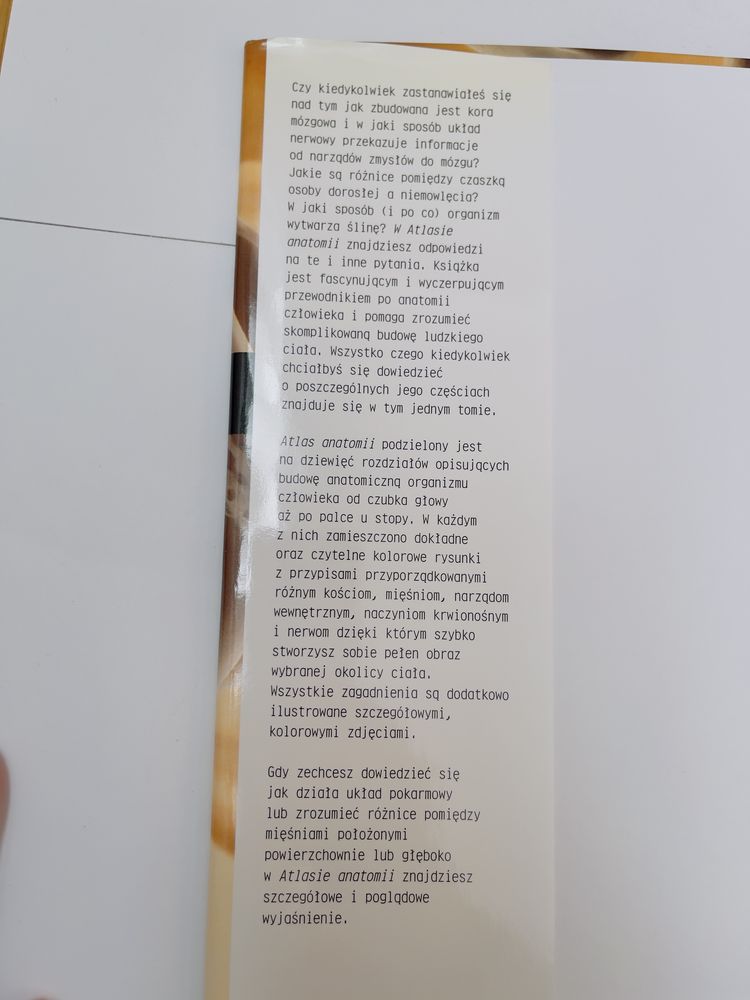 Czy kiedykolwiek zastanawiałeś się
nad tym jak zbudowana jest kora
mózgowa i w jaki sposób układ
nerwowy przekazuje informacje
od narządów zmysłów do mózgu?
Jakie są różnice pomiędzy czaszką
osoby dorosłej a niemowlęcia?
W jaki sposób (i po co) organizm
wytwarza ślinę? W Atlasie
anatomii znajdziesz odpowiedzi
na te i inne pytania. Książka
jest fascynującym i wyczerpującym
przewodnikiem po anatomii
człowieka i pomaga zrozumieć
skomplikowaną budowę ludzkiego
ciała. Wszystko czego kiedykolwiek
chciałbyś się dowiedzieć
o poszczególnych jego częściach
znajduje się w tym jednym tomie.
Atlas anatomii podzielony jest
na dziewięć rozdziałów opisujących
budowę anatomiczną organizmu
człowieka od czubka głowy
aż po palce u stopy. W każdym
z nich zamieszczono dokładne
oraz czytelne kolorowe rysunki
z przypisami przyporządkowanymi
różnym kościom, mięśniom, narządom
wewnętrznym, naczyniom krwionośnym
i nerwom dzięki którym szybko
stworzysz sobie pełen obraz
wybranej okolicy ciała.
Wszystkie zagadnienia są dodatkowo
ilustrowane szczegółowymi,
kolorowymi zdjęciami.
Gdy zechcesz dowiedzieć się
jak działa układ pokarmowy
lub zrozumieć różnice pomiędzy
mięśniami położonymi
powierzchownie lub głęboko
w Atlasie anatomii znajdziesz
szczegółowe i poglądowe
wyjaśnienie.